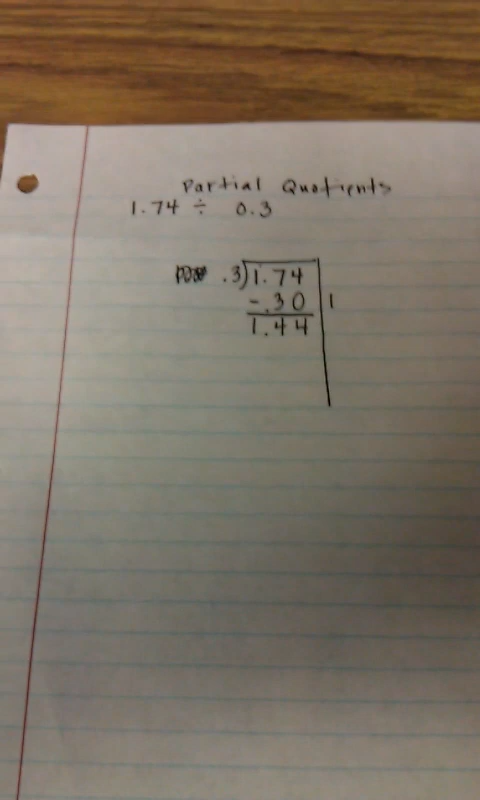 Partial Quotients
1.74 ÷ 0.3
.3)1.74
-.30 1
1.44